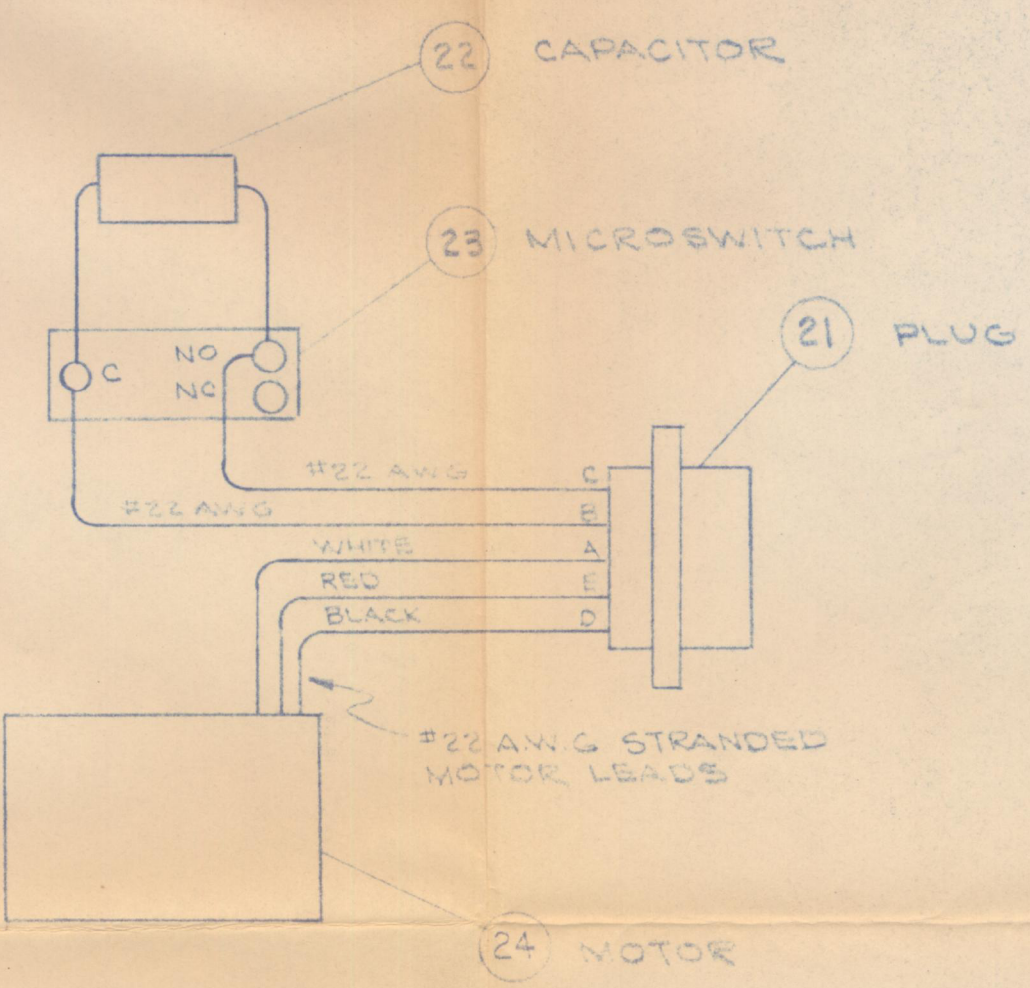 22 CAPACITOR
23 MICROSWITCH
21 PLUG
C NO
NC
#22 AWG C
#22 AWG B
WHITE A
RED E
BLACK D
#22 A.W.G STRANDED
MOTOR LEADS
24 MOTOR